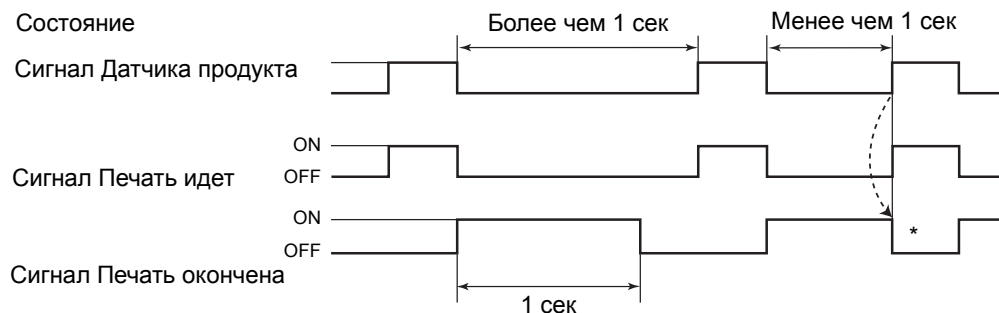 Состояние
Более чем 1 сек
Менее чем 1 сек
Сигнал Датчика продукта
ON
Сигнал Печать идет
OFF
ON
OFF
*
Сигнал Печать окончена
1 сек